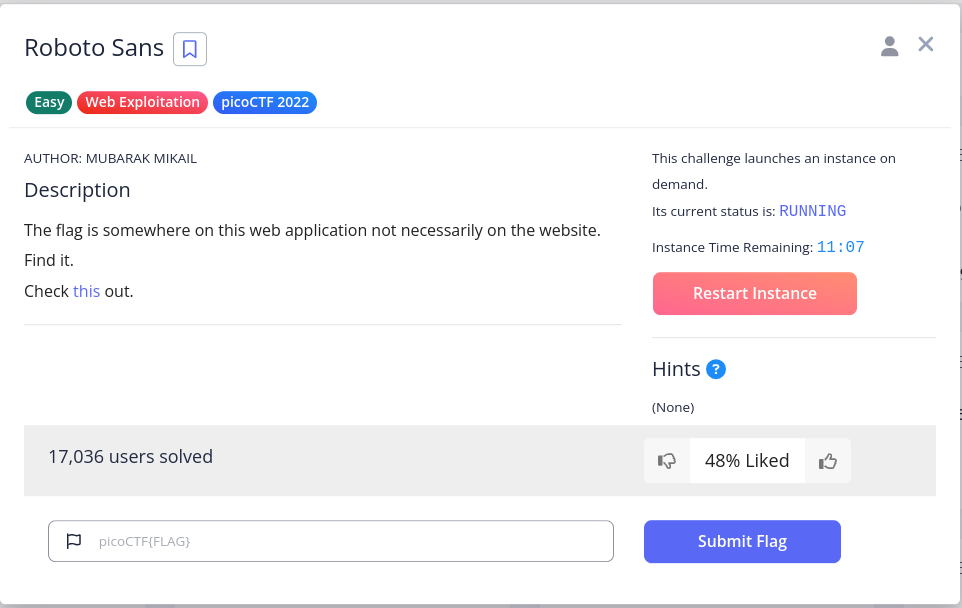 Roboto Sans
Easy Web Exploitation picoCTF 2022
AUTHOR: MUBARAK MIKAIL
Description
The flag is somewhere on this web application not necessarily on the website.
Find it.
Check this out.
This challenge launches an instance on
demand.
Its current status is: RUNNING
Instance Time Remaining: 11:07
Restart Instance
Hints ?
(None)
17,036 users solved
48% Liked
picoCTF{FLAG}
Submit Flag